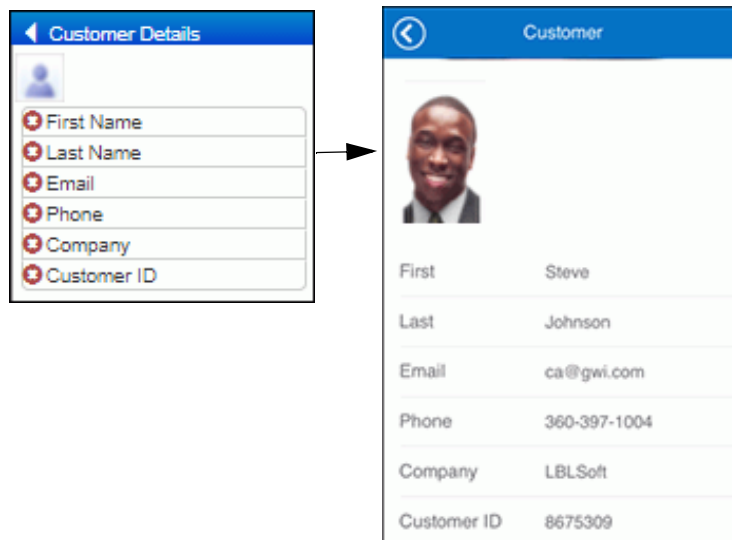 Customer Details
First Name
Last Name
Email
Phone
Company
Customer ID
Customer
First Steve
Last Johnson
Email ca@gwi.com
Phone 360-397-1004
Company LBLSoft
Customer ID 8675309